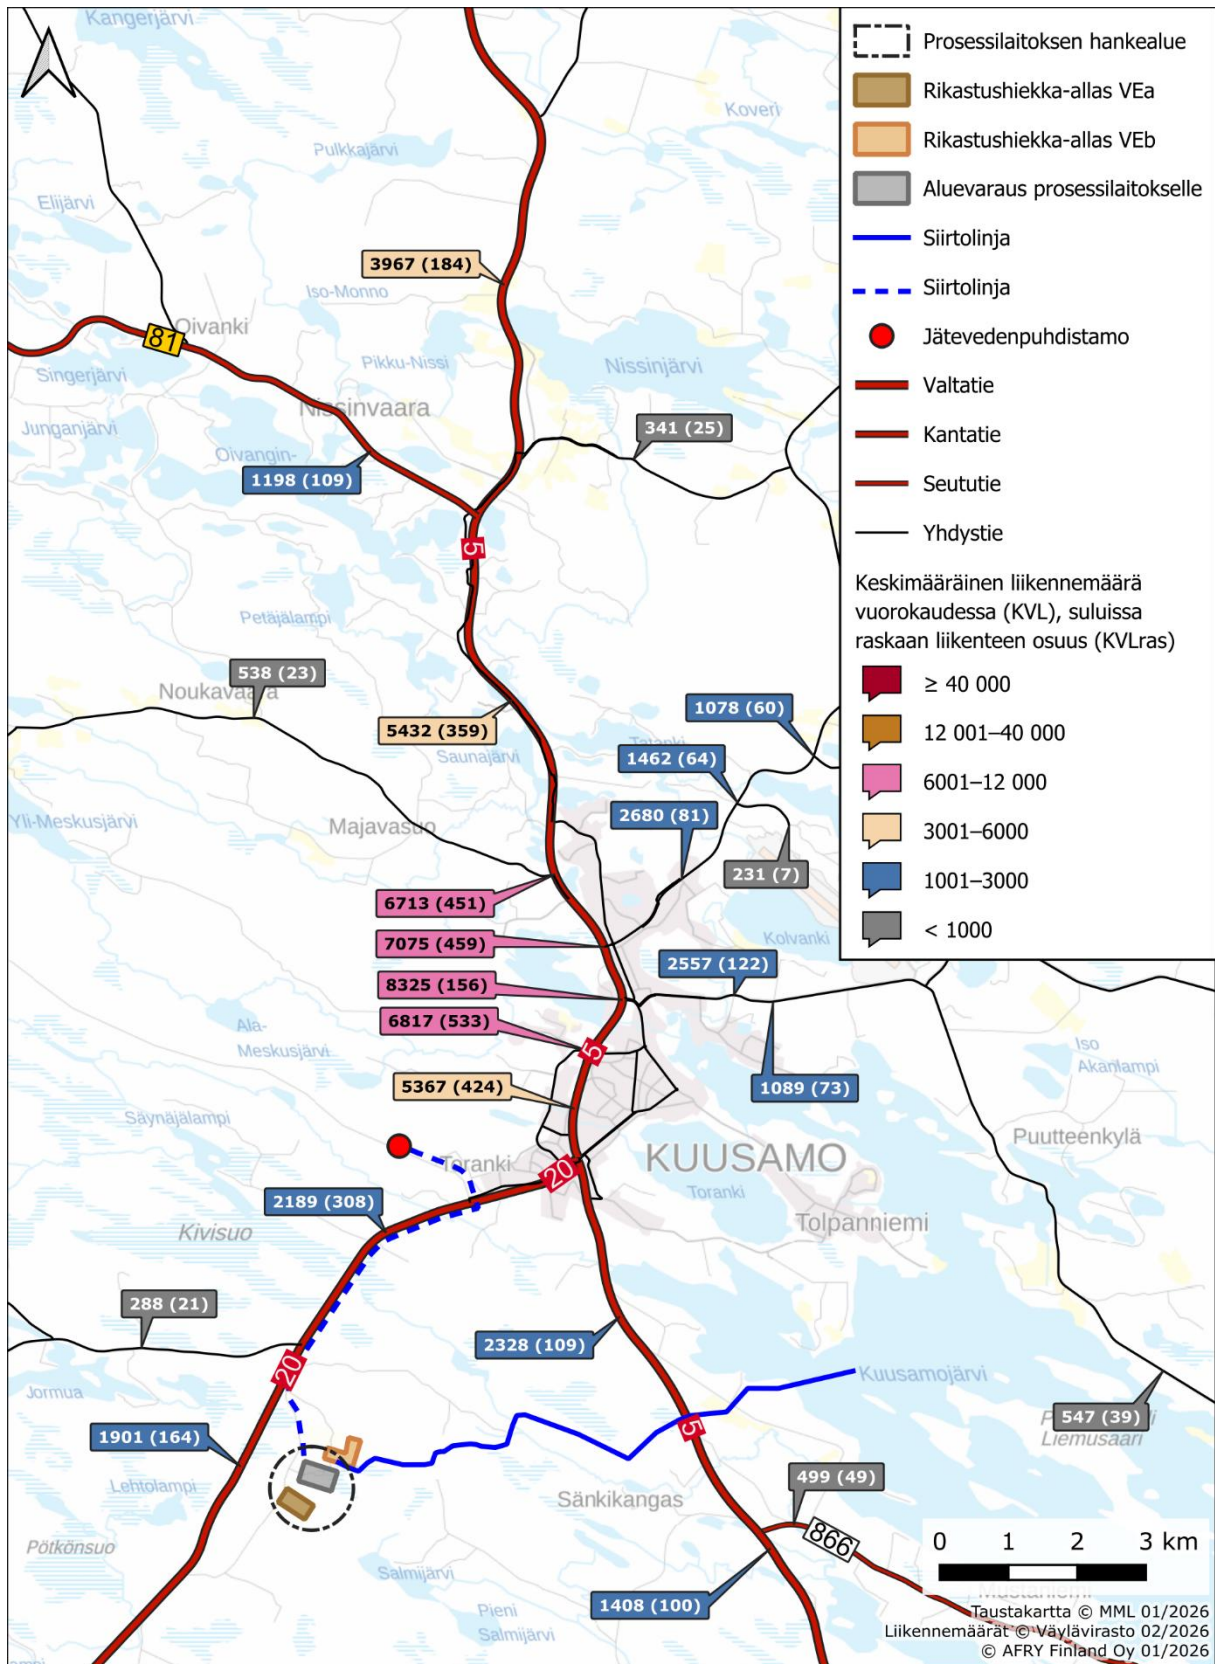 Kangerjärvi
Koveri
Pulkkajärvi
Elijärvi
3967 (184)
Iso-Monno
Oivanki
81
Pikku-Nissi
Nissinjärvi
Singerjärvi
Nissinvaara
Junganjärvi
341 (25)
Oivangin-
1198 (109)
5
Petäjälampi
538 (23)
Noukavaara
1078 (60)
5432 (359)
Tatanki
Saunajärvi
1462 (64)
2680 (81)
Yli-Meskusjärvi
Majavasuo
231 (7)
6713 (451)
7075 (459)
Kolvanki
2557 (122)
8325 (156)
6817 (533)
Ala-
Meskusjärvi
5
Iso
Akanlampi
5367 (424)
1089 (73)
Säynäjälampi
Puutteenkylä
Toranki
20
KUUSAMO
2189 (308)
Toranki
Tolpanniemi
Kivisuo
288 (21)
2328 (109)
20
Kuusamojärvi
Jormua
547 (39)
1901 (164)
5
Liemusaari
Lehtolampi
499 (49)
Sänkikangas
866
Pötkönsuo
Salmijärvi
1408 (100)
Pieni
Salmijärvi
Mustaniemi
Prosessilaitoksen hankealue
Rikastushiekka-allas VEa
Rikastushiekka-allas VEb
Aluevaraus prosessilaitokselle
Siirtolinja
Siirtolinja
Jätevedenpuhdistamo
Valtatie
Kantatie
Seututie
Yhdystie
Keskimääräinen liikennemäärä
vuorokaudessa (KVL), suluissa
raskaan liikenteen osuus (KVLras)
≥ 40 000
12 001–40 000
6001–12 000
3001–6000
1001–3000
< 1000
0 1 2 3 km
Taustakartta © MML 01/2026
Liikennemäärät © Väylävirasto 02/2026
© AFRY Finland Oy 01/2026